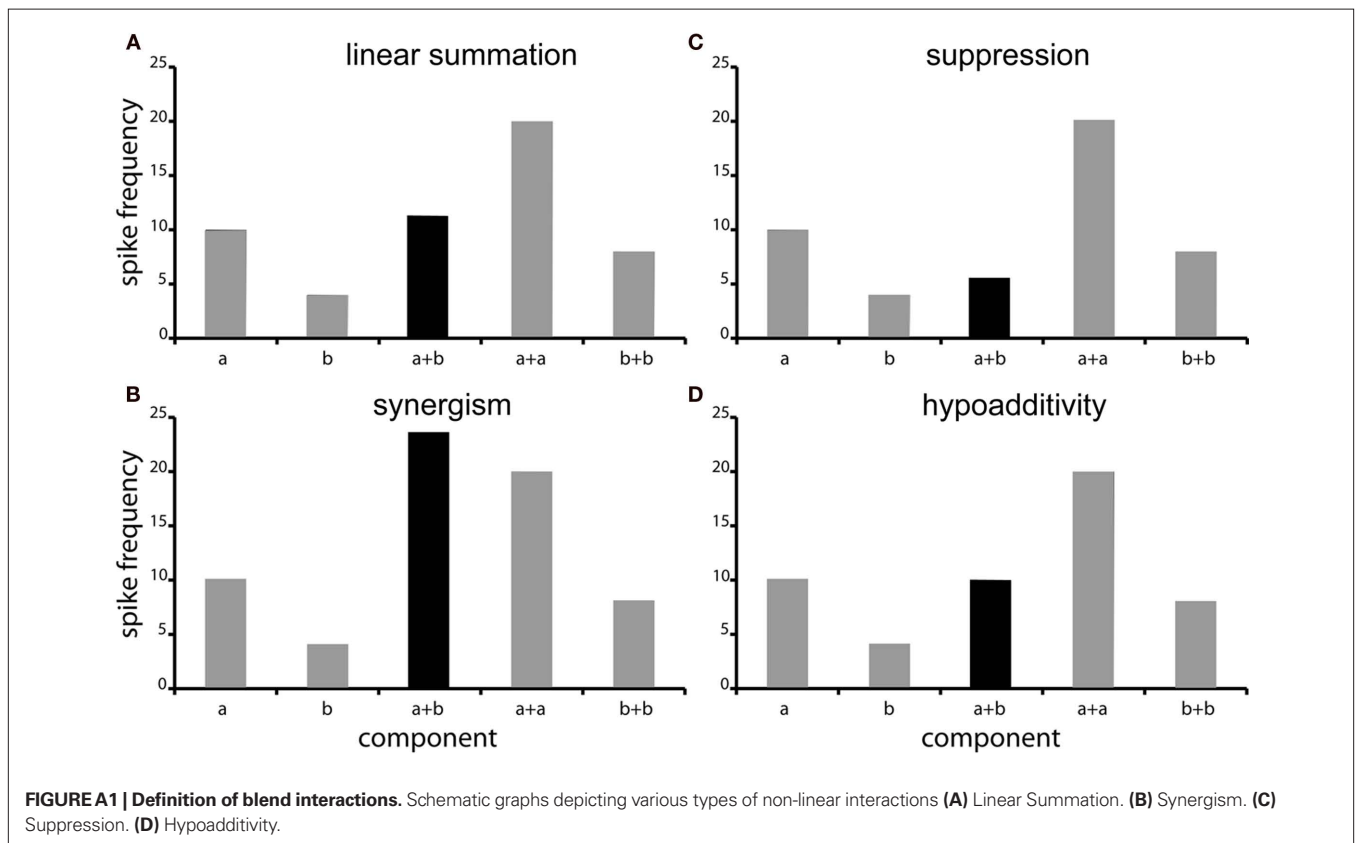 A
linear summation
spike frequency
25
20
15
10
5
0
a b a+b a+a b+b
C
suppression
25
20
15
10
5
0
a b a+b a+a b+b
B
synergism
spike frequency
25
20
15
10
5
0
a b a+b a+a b+b
component
D
hypoadditivity
25
20
15
10
5
0
a b a+b a+a b+b
component
FIGURE A1 | Definition of blend interactions. Schematic graphs depicting various types of non-linear interactions (A) Linear Summation. (B) Synergism. (C)
Suppression. (D) Hypoadditivity.